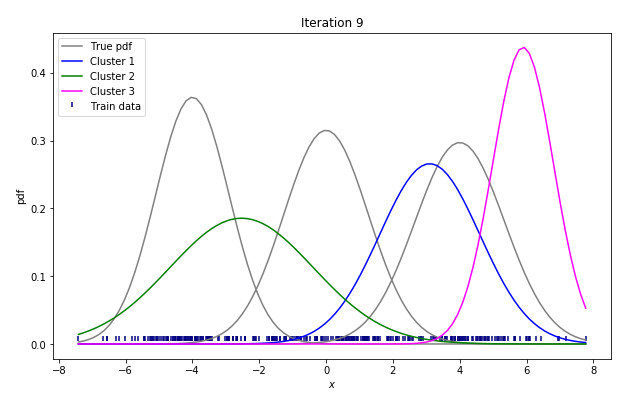 Iteration 9
True pdf
Cluster 1
Cluster 2
Cluster 3
Train data
pdf
0.4
0.3
0.2
0.1
0.0
−8 −6 −4 −2 0 2 4 6 8
x